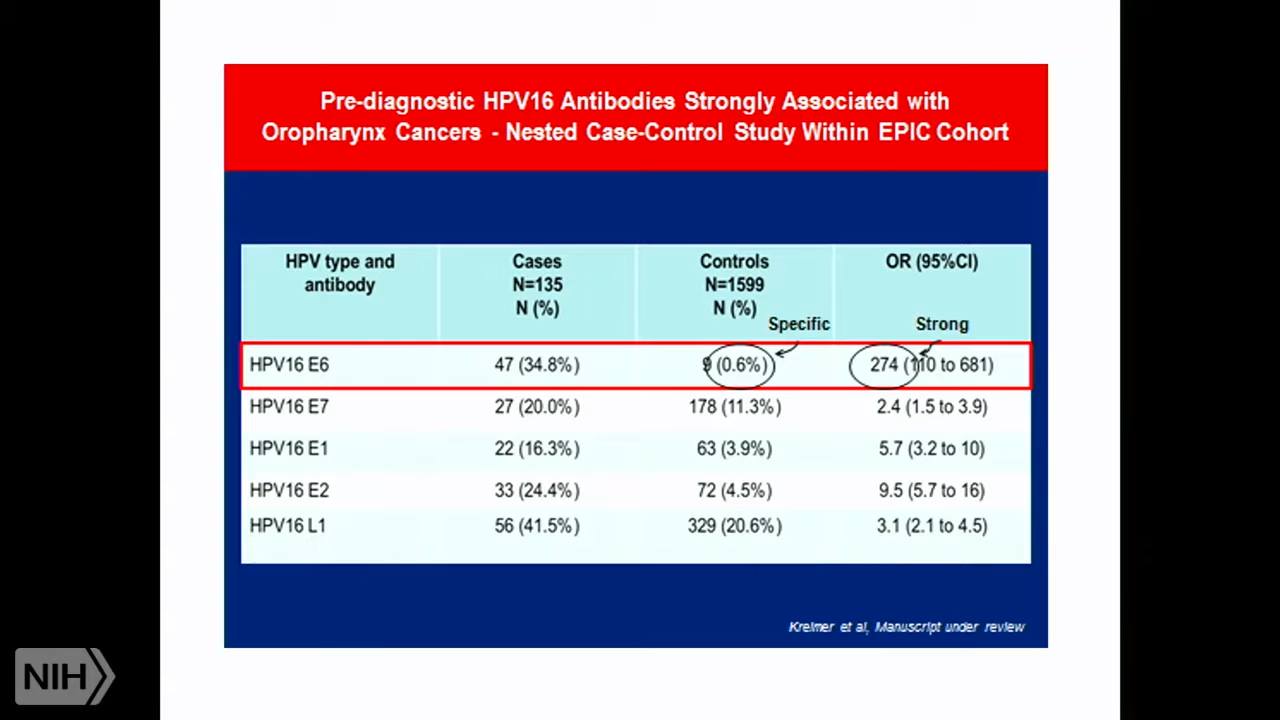 Pre-diagnostic HPV16 Antibodies Strongly Associated with
Oropharynx Cancers - Nested Case-Control Study Within EPIC Cohort
HPV type and antibody
Cases N=135 N (%)
Controls N=1599 N (%)
OR (95%CI)
Specific
Strong
HPV16 E6 47 (34.8%) 9 (0.6%) 274 (110 to 681)
HPV16 E7 27 (20.0%) 178 (11.3%) 2.4 (1.5 to 3.9)
HPV16 E1 22 (16.3%) 63 (3.9%) 5.7 (3.2 to 10)
HPV16 E2 33 (24.4%) 72 (4.5%) 9.5 (5.7 to 16)
HPV16 L1 56 (41.5%) 329 (20.6%) 3.1 (2.1 to 4.5)
Kreimer et al, Manuscript under review
NIH